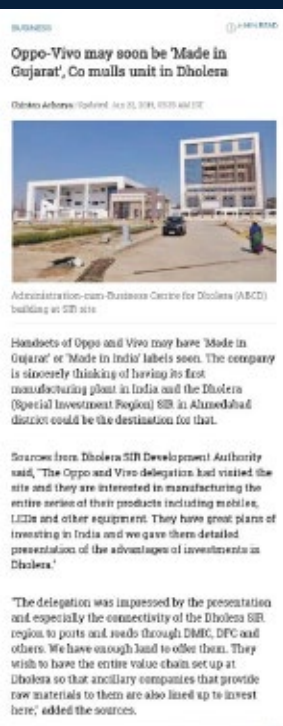 BUSINESS
MIN READ
Oppo-Vivo may soon be 'Made in
Gujarat', Co mulls unit in Dholera
Updated:
Administration-cum-Business Centre for Dholera (ABCD)
building at SIR site
Handsets of Oppo and Vivo may have 'Made in
Gujarat' or 'Made in India' labels soon. The company
is sincerely thinking of having its first
manufacturing plant in India and the Dholera
(Special Investment Region) SIR in Ahmedabad
district could be the destination for that.
Sources from Dholera SIR Development Authority
said, "The Oppo and Vivo delegation had visited the
site and they are interested in manufacturing the
entire series of their products including mobiles,
LEDs and other equipment. They have great plans of
investing in India and we gave them detailed
presentation of the advantages of investments in
Dholera."
"The delegation was impressed by the presentation
and especially the connectivity of the Dholera SIR
region to ports and roads through DMIC, DFC and
others. We have enough land to offer them. They
wish to have the entire value chain set up at
Dholera so that ancillary companies that provide
raw materials to them are also lined up to invest
here," added the sources.